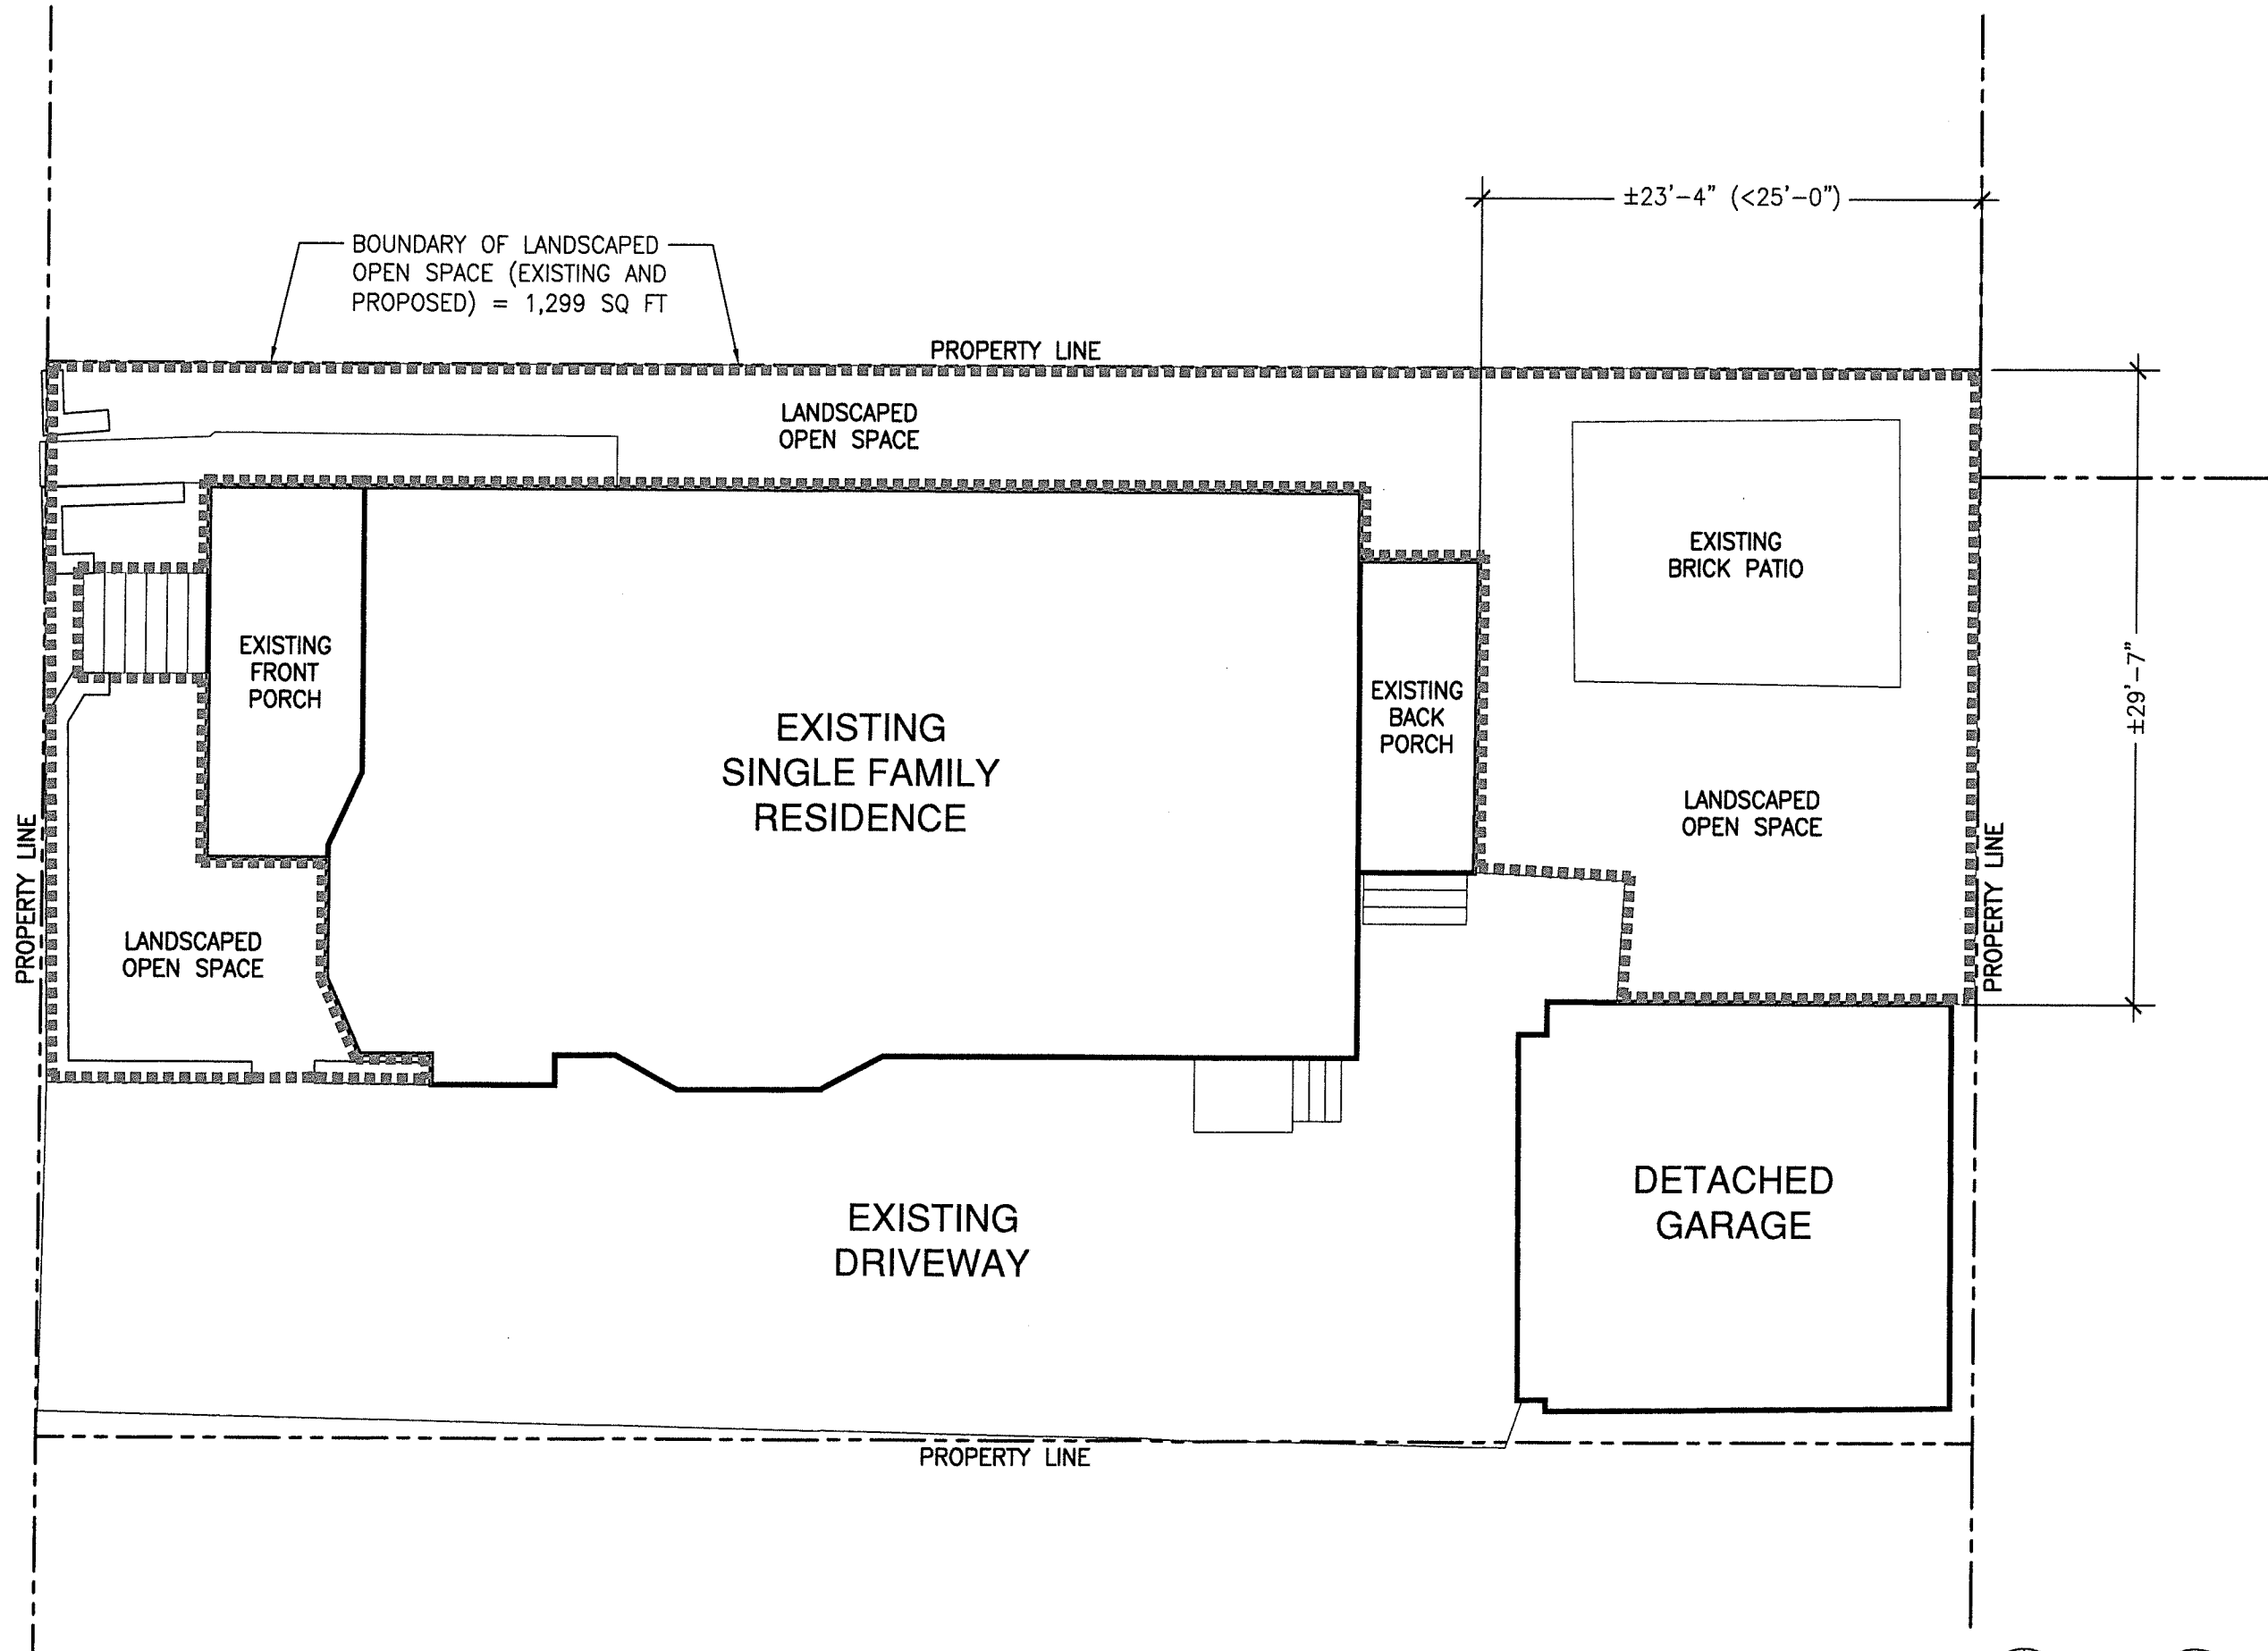 ±23'-4" (<25'-0")
BOUNDARY OF LANDSCAPED
OPEN SPACE (EXISTING AND
PROPOSED) = 1,299 SQ FT
PROPERTY LINE
LANDSCAPED
OPEN SPACE
EXISTING
BRICK PATIO
EXISTING
FRONT
PORCH
EXISTING
SINGLE FAMILY
RESIDENCE
EXISTING
BACK
PORCH
±29'-7"
LANDSCAPED
OPEN SPACE
PROPERTY LINE
PROPERTY LINE
LANDSCAPED
OPEN SPACE
EXISTING
DRIVEWAY
DETACHED
GARAGE
PROPERTY LINE